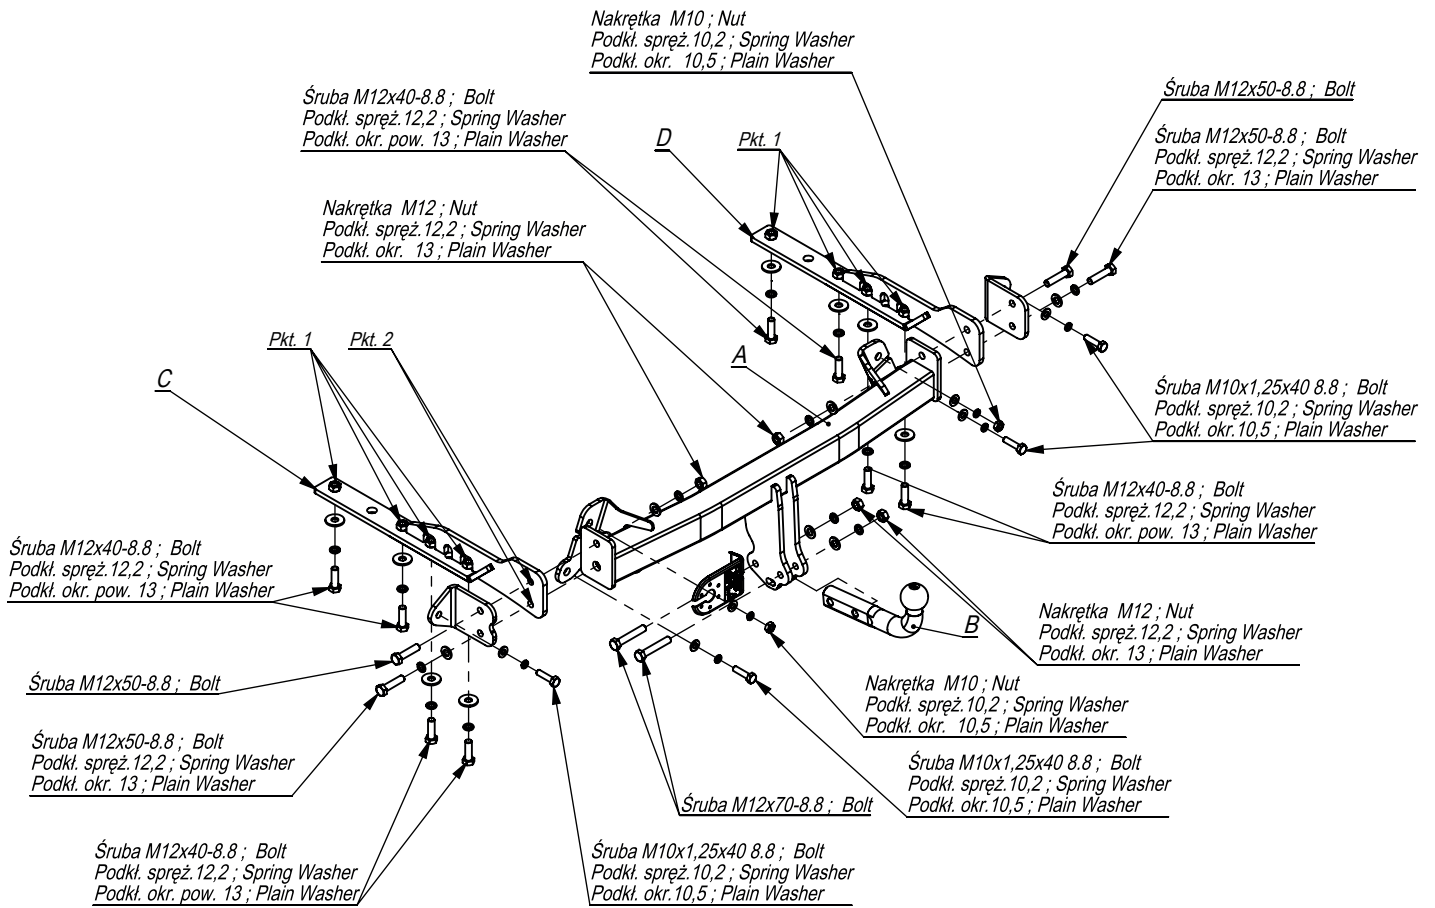 Nakrętka M10 ; Nut
Podkł. spręż.10,2 ; Spring Washer
Podkł. okr. 10,5 ; Plain Washer
Śruba M12x40-8.8 ; Bolt
Podkł. spręż.12,2 ; Spring Washer
Podkł. okr. pow. 13 ; Plain Washer
D
Pkt. 1
Śruba M12x50-8.8 ; Bolt
Śruba M12x50-8.8 ; Bolt
Podkł. spręż.12,2 ; Spring Washer
Podkł. okr. 13 ; Plain Washer
Nakrętka M12 ; Nut
Podkł. spręż.12,2 ; Spring Washer
Podkł. okr. 13 ; Plain Washer
Pkt. 1
Pkt. 2
A
C
Śruba M10x1,25x40 8.8 ; Bolt
Podkł. spręż.10,2 ; Spring Washer
Podkł. okr.10,5 ; Plain Washer
Śruba M12x40-8.8 ; Bolt
Podkł. spręż.12,2 ; Spring Washer
Podkł. okr. pow. 13 ; Plain Washer
Śruba M12x40-8.8 ; Bolt
Podkł. spręż.12,2 ; Spring Washer
Podkł. okr. pow. 13 ; Plain Washer
B
Nakrętka M12 ; Nut
Podkł. spręż.12,2 ; Spring Washer
Podkł. okr. 13 ; Plain Washer
Śruba M12x50-8.8 ; Bolt
Nakrętka M10 ; Nut
Podkł. spręż.10,2 ; Spring Washer
Podkł. okr. 10,5 ; Plain Washer
Śruba M12x50-8.8 ; Bolt
Podkł. spręż.12,2 ; Spring Washer
Podkł. okr. 13 ; Plain Washer
Śruba M10x1,25x40 8.8 ; Bolt
Podkł. spręż.10,2 ; Spring Washer
Podkł. okr.10,5 ; Plain Washer
Śruba M12x70-8.8 ; Bolt
Śruba M12x40-8.8 ; Bolt
Podkł. spręż.12,2 ; Spring Washer
Podkł. okr. pow. 13 ; Plain Washer
Śruba M10x1,25x40 8.8 ; Bolt
Podkł. spręż.10,2 ; Spring Washer
Podkł. okr.10,5 ; Plain Washer